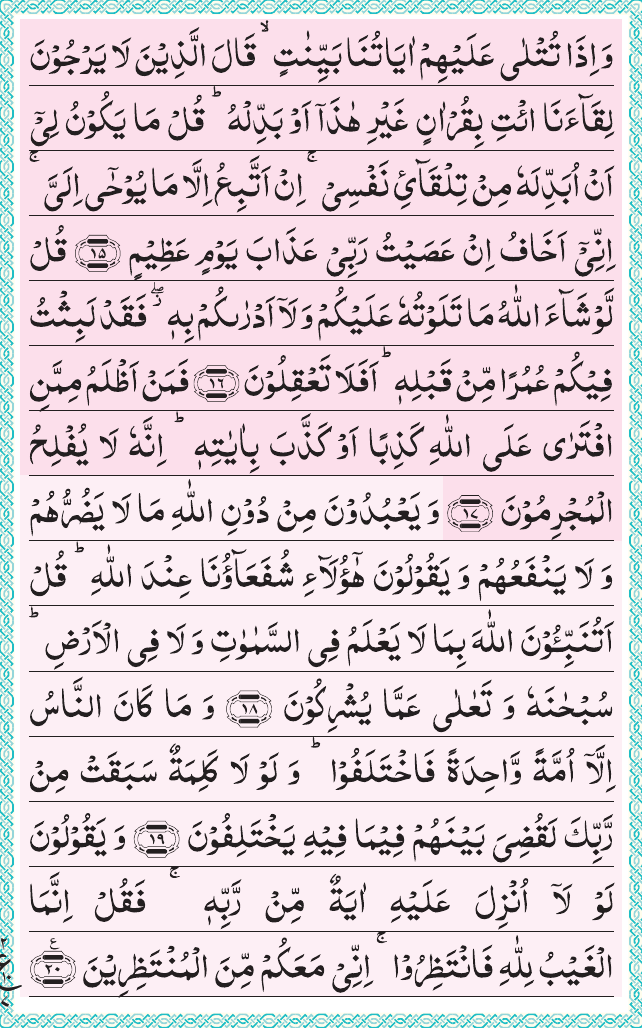 وَاِذَا تُتۡلٰى عَلَيۡهِمۡ اٰيَاتُنَا بَيِّنٰتٍ ۙ قَالَ الَّذِيۡنَ لَا يَرۡجُوۡنَ
لِقَآءَنَا ائۡتِ بِقُرۡاٰنٍ غَيۡرِ هٰذَاۤ اَوۡ بَدِّلۡهُ ؕ قُلۡ مَا يَكُوۡنُ لِىۡۤ
اَنۡ اُبَدِّلَهٗ مِنۡ تِلۡقَآئِ نَفۡسِىۡ ۚ اِنۡ اَتَّبِعُ اِلَّا مَا يُوۡحٰۤى اِلَىَّ ۚ
اِنِّىۡۤ اَخَافُ اِنۡ عَصَيۡتُ رَبِّىۡ عَذَابَ يَوۡمٍ عَظِيۡمٍ ﴿۱۵﴾ قُلْ
لَّوۡ شَآءَ اللّٰهُ مَا تَلَوۡتُهٗ عَلَيۡكُمۡ وَلَاۤ اَدۡرٰٮكُمۡ بِهٖ ۖ فَقَدۡ لَبِثۡتُ
فِيۡكُمۡ عُمُرًا مِّنۡ قَبۡلِهٖ ؕ اَفَلَا تَعۡقِلُوۡنَ ﴿۱۶﴾ فَمَنۡ اَظۡلَمُ مِمَّنِ
افۡتَرٰى عَلَى اللّٰهِ كَذِبًا اَوۡ كَذَّبَ بِاٰيٰتِهٖ ؕ اِنَّهٗ لَا يُفۡلِحُ
الۡمُجۡرِمُوۡنَ ﴿۱۷﴾ وَ يَعۡبُدُوۡنَ مِنۡ دُوۡنِ اللّٰهِ مَا لَا يَضُرُّهُمۡ
وَ لَا يَنۡفَعُهُمۡ وَ يَقُوۡلُوۡنَ هٰٓؤُلَآءِ شُفَعَآؤُنَا عِنۡدَ اللّٰهِ ؕ قُلۡ
اَتُنَبِّـُٔوۡنَ اللّٰهَ بِمَا لَا يَعۡلَمُ فِى السَّمٰوٰتِ وَ لَا فِى الۡاَرۡضِ ؕ
سُبۡحٰنَهٗ وَ تَعٰلٰى عَمَّا يُشۡرِكُوۡنَ ﴿۱۸﴾ وَ مَا كَانَ النَّاسُ
اِلَّاۤ اُمَّةً وَّاحِدَةً فَاخۡتَلَفُوۡا ؕ وَ لَوۡ لَا كَلِمَةٌ سَبَقَتۡ مِنۡ
رَّبِّكَ لَقُضِىَ بَيۡنَهُمۡ فِيۡمَا فِيۡهِ يَخۡتَلِفُوۡنَ ﴿۱۹﴾ وَ يَقُوۡلُوۡنَ
لَوۡ لَاۤ اُنۡزِلَ عَلَيۡهِ اٰيَةٌ مِّنۡ رَّبِّهٖ ۚ فَقُلۡ اِنَّمَا
الۡغَيۡبُ لِلّٰهِ فَانۡتَظِرُوۡا ۚ اِنِّىۡ مَعَكُمۡ مِّنَ الۡمُنۡتَظِرِيۡنَ ﴿۲۰﴾ ع